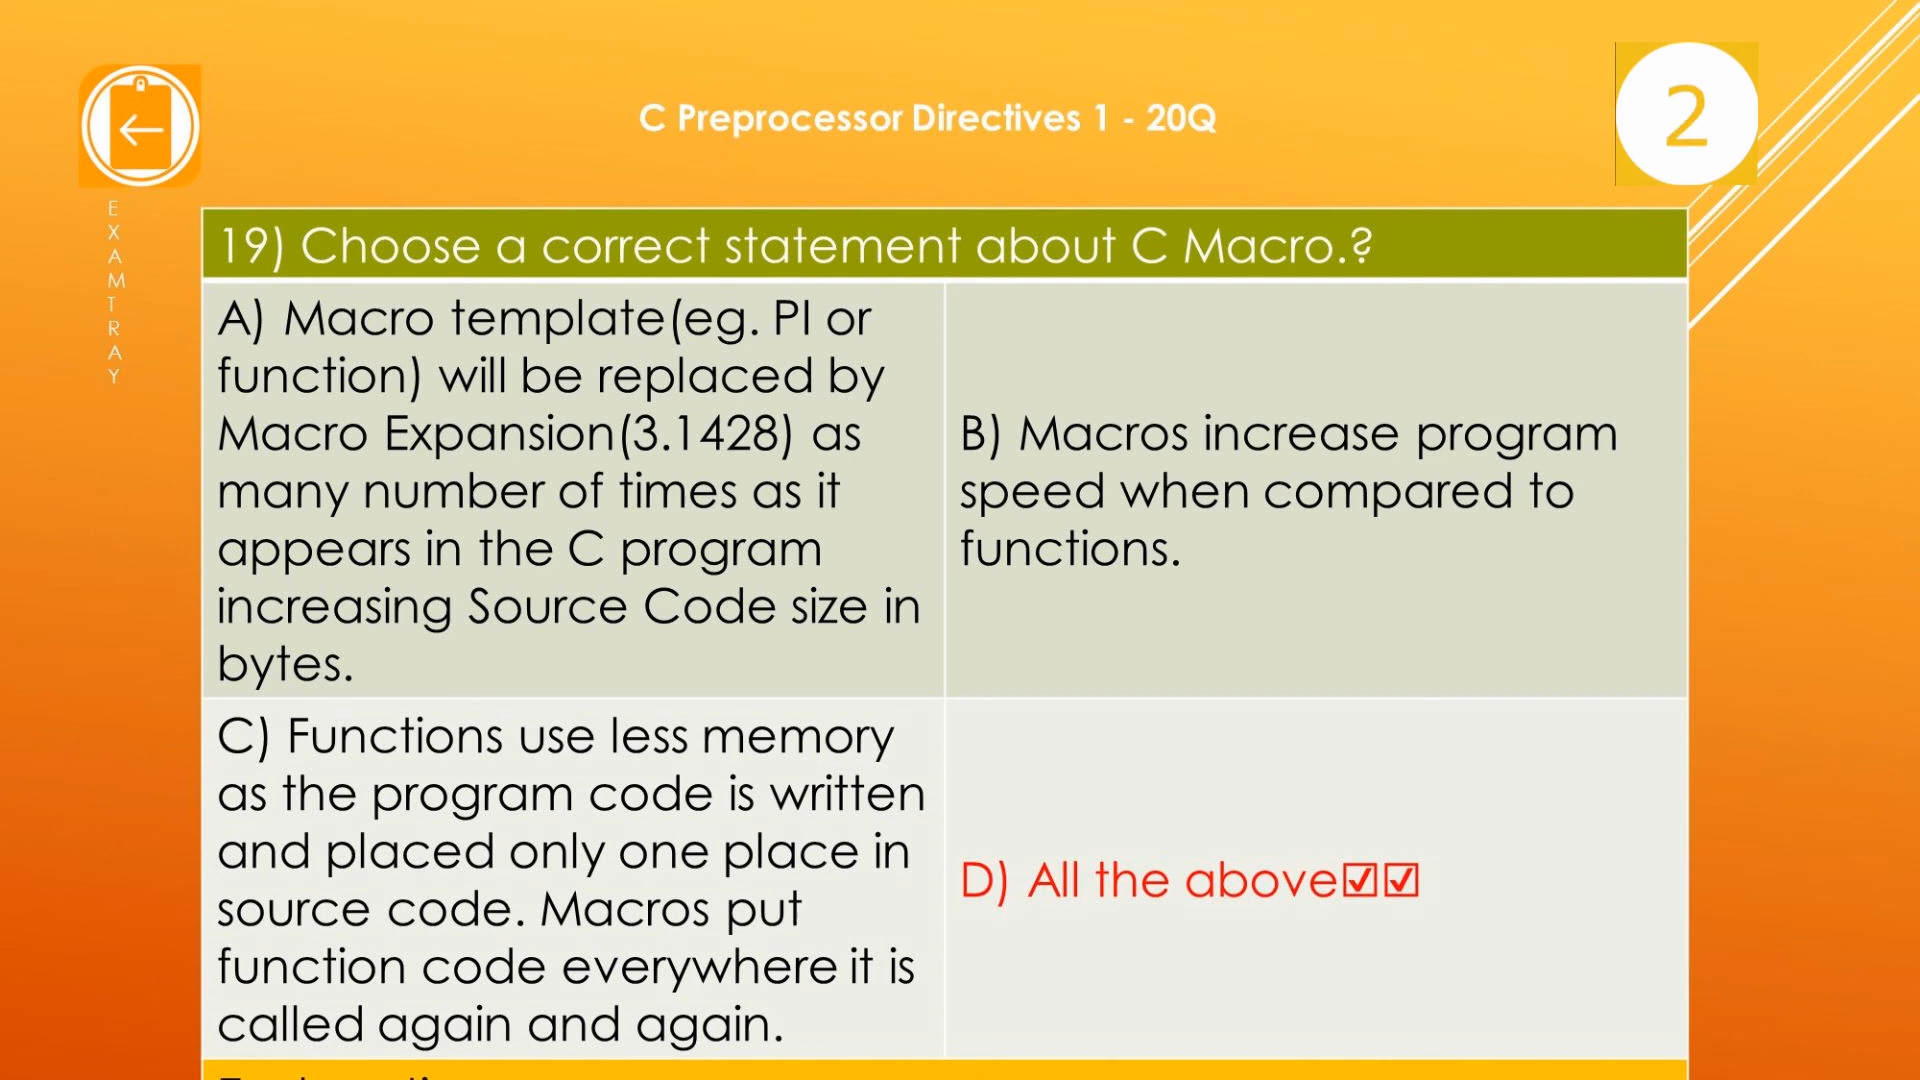 C Preprocessor Directives 1 - 20Q
2
EXAMTRAY
19) Choose a correct statement about C Macro.?
A) Macro template(eg. PI or
function) will be replaced by
Macro Expansion(3.1428) as
many number of times as it
appears in the C program
increasing Source Code size in
bytes.
B) Macros increase program
speed when compared to
functions.
C) Functions use less memory
as the program code is written
and placed only one place in
source code. Macros put
function code everywhere it is
called again and again.
D) All the above☑☑